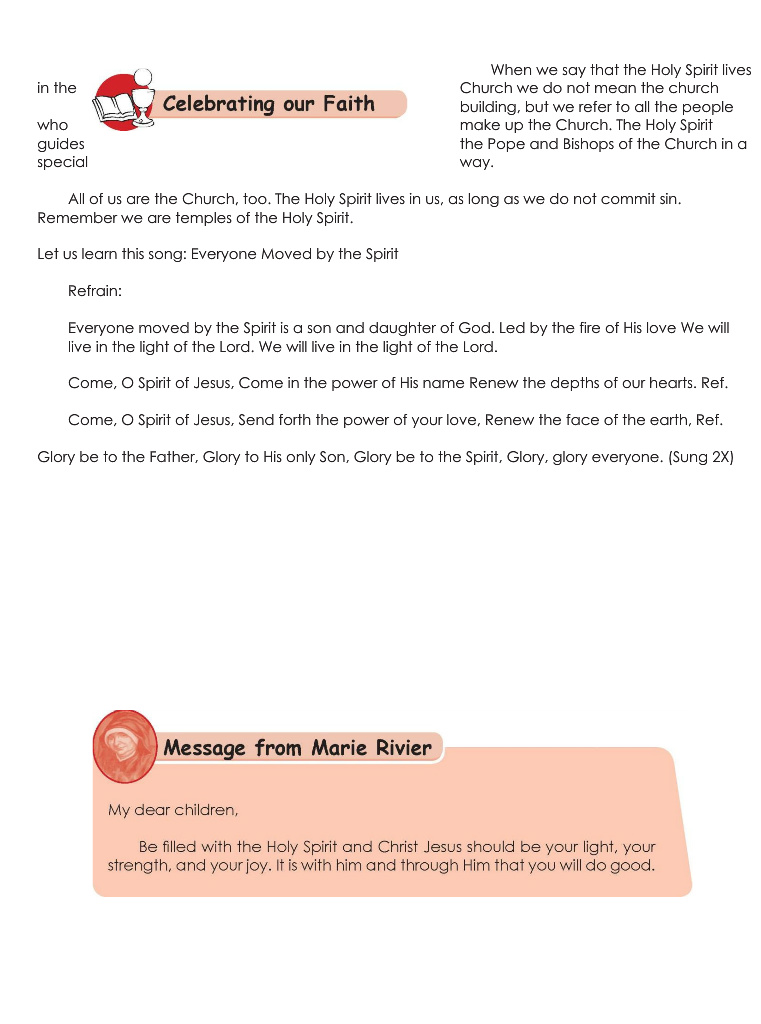 Celebrating our Faith
When we say that the Holy Spirit lives
in the Church we do not mean the church
building, but we refer to all the people
who make up the Church. The Holy Spirit
guides the Pope and Bishops of the Church in a
special way.
All of us are the Church, too. The Holy Spirit lives in us, as long as we do not commit sin.
Remember we are temples of the Holy Spirit.
Let us learn this song: Everyone Moved by the Spirit
Refrain:
Everyone moved by the Spirit is a son and daughter of God. Led by the fire of His love We will
live in the light of the Lord. We will live in the light of the Lord.
Come, O Spirit of Jesus, Come in the power of His name Renew the depths of our hearts. Ref.
Come, O Spirit of Jesus, Send forth the power of your love, Renew the face of the earth, Ref.
Glory be to the Father, Glory to His only Son, Glory be to the Spirit, Glory, glory everyone. (Sung 2X)
Message from Marie Rivier
My dear children,
Be filled with the Holy Spirit and Christ Jesus should be your light, your
strength, and your joy. It is with him and through Him that you will do good.